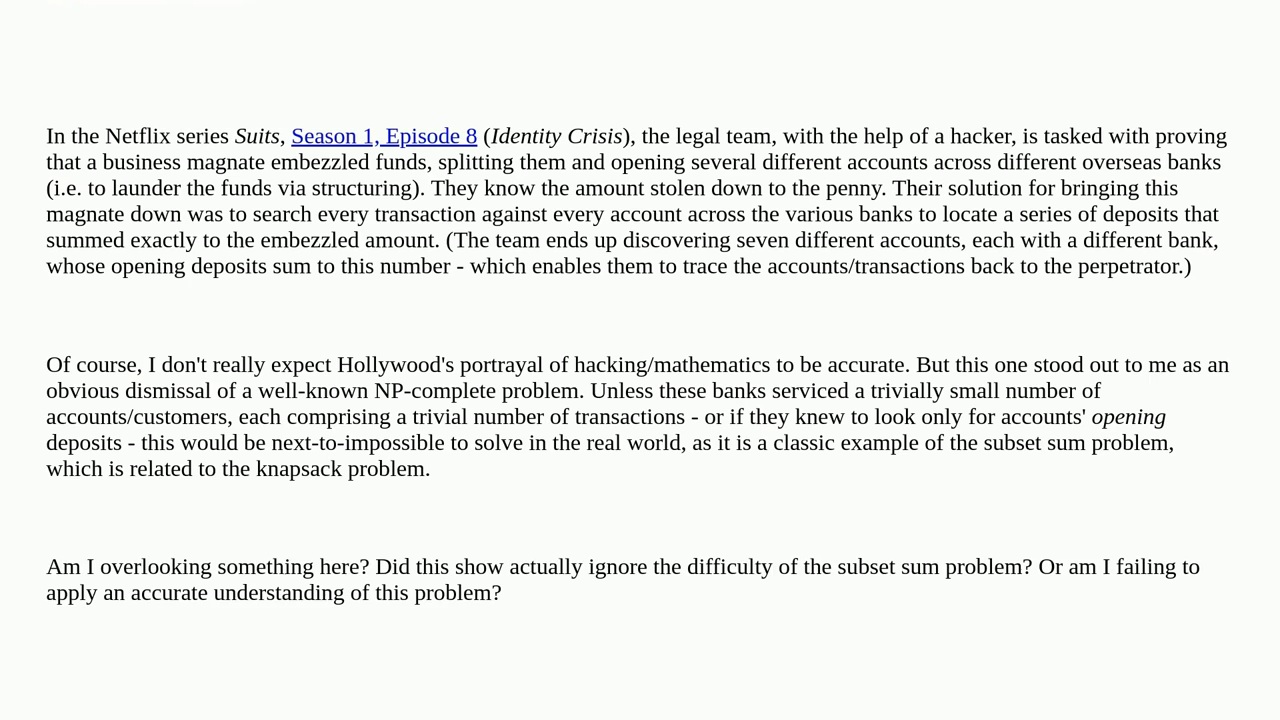 In the Netflix series Suits, Season 1, Episode 8 (Identity Crisis), the legal team, with the help of a hacker, is tasked with proving
that a business magnate embezzled funds, splitting them and opening several different accounts across different overseas banks
(i.e. to launder the funds via structuring). They know the amount stolen down to the penny. Their solution for bringing this
magnate down was to search every transaction against every account across the various banks to locate a series of deposits that
summed exactly to the embezzled amount. (The team ends up discovering seven different accounts, each with a different bank,
whose opening deposits sum to this number - which enables them to trace the accounts/transactions back to the perpetrator.)
Of course, I don't really expect Hollywood's portrayal of hacking/mathematics to be accurate. But this one stood out to me as an
obvious dismissal of a well-known NP-complete problem. Unless these banks serviced a trivially small number of
accounts/customers, each comprising a trivial number of transactions - or if they knew to look only for accounts' opening
deposits - this would be next-to-impossible to solve in the real world, as it is a classic example of the subset sum problem,
which is related to the knapsack problem.
Am I overlooking something here? Did this show actually ignore the difficulty of the subset sum problem? Or am I failing to
apply an accurate understanding of this problem?